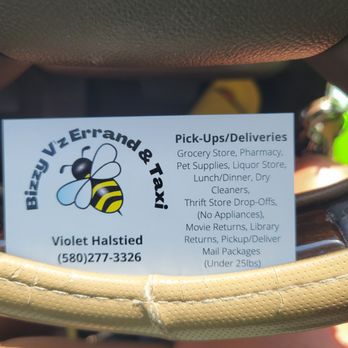 Bizzy V'z Errand & Taxi
Violet Halstied
(580)277-3326
Pick-Ups/Deliveries
Grocery Store, Pharmacy,
Pet Supplies, Liquor Store,
Lunch/Dinner, Dry
Cleaners,
Thrift Store Drop-Offs,
(No Appliances),
Movie Returns, Library
Returns, Pickup/Deliver
Mail Packages
(Under 25lbs)